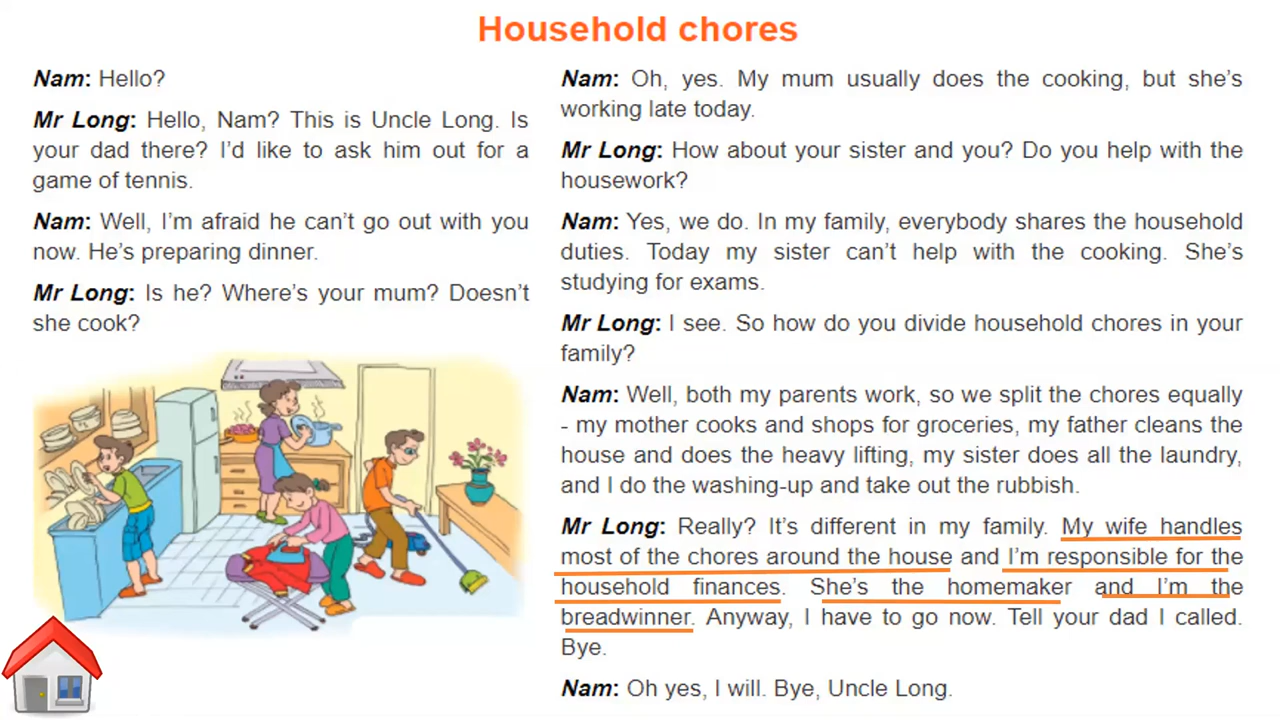 Household chores
Nam: Hello?
Mr Long: Hello, Nam? This is Uncle Long. Is
your dad there? I'd like to ask him out for a
game of tennis.
Nam: Well, I'm afraid he can't go out with you
now. He's preparing dinner.
Mr Long: Is he? Where's your mum? Doesn't
she cook?
Nam: Oh, yes. My mum usually does the cooking, but she's
working late today.
Mr Long: How about your sister and you? Do you help with the
housework?
Nam: Yes, we do. In my family, everybody shares the household
duties. Today my sister can't help with the cooking. She's
studying for exams.
Mr Long: I see. So how do you divide household chores in your
family?
Nam: Well, both my parents work, so we split the chores equally
- my mother cooks and shops for groceries, my father cleans the
house and does the heavy lifting, my sister does all the laundry,
and I do the washing-up and take out the rubbish.
Mr Long: Really? It's different in my family. My wife handles
most of the chores around the house and I'm responsible for the
household finances. She's the homemaker and I'm the
breadwinner. Anyway, I have to go now. Tell your dad I called.
Bye.
Nam: Oh yes, I will. Bye, Uncle Long.